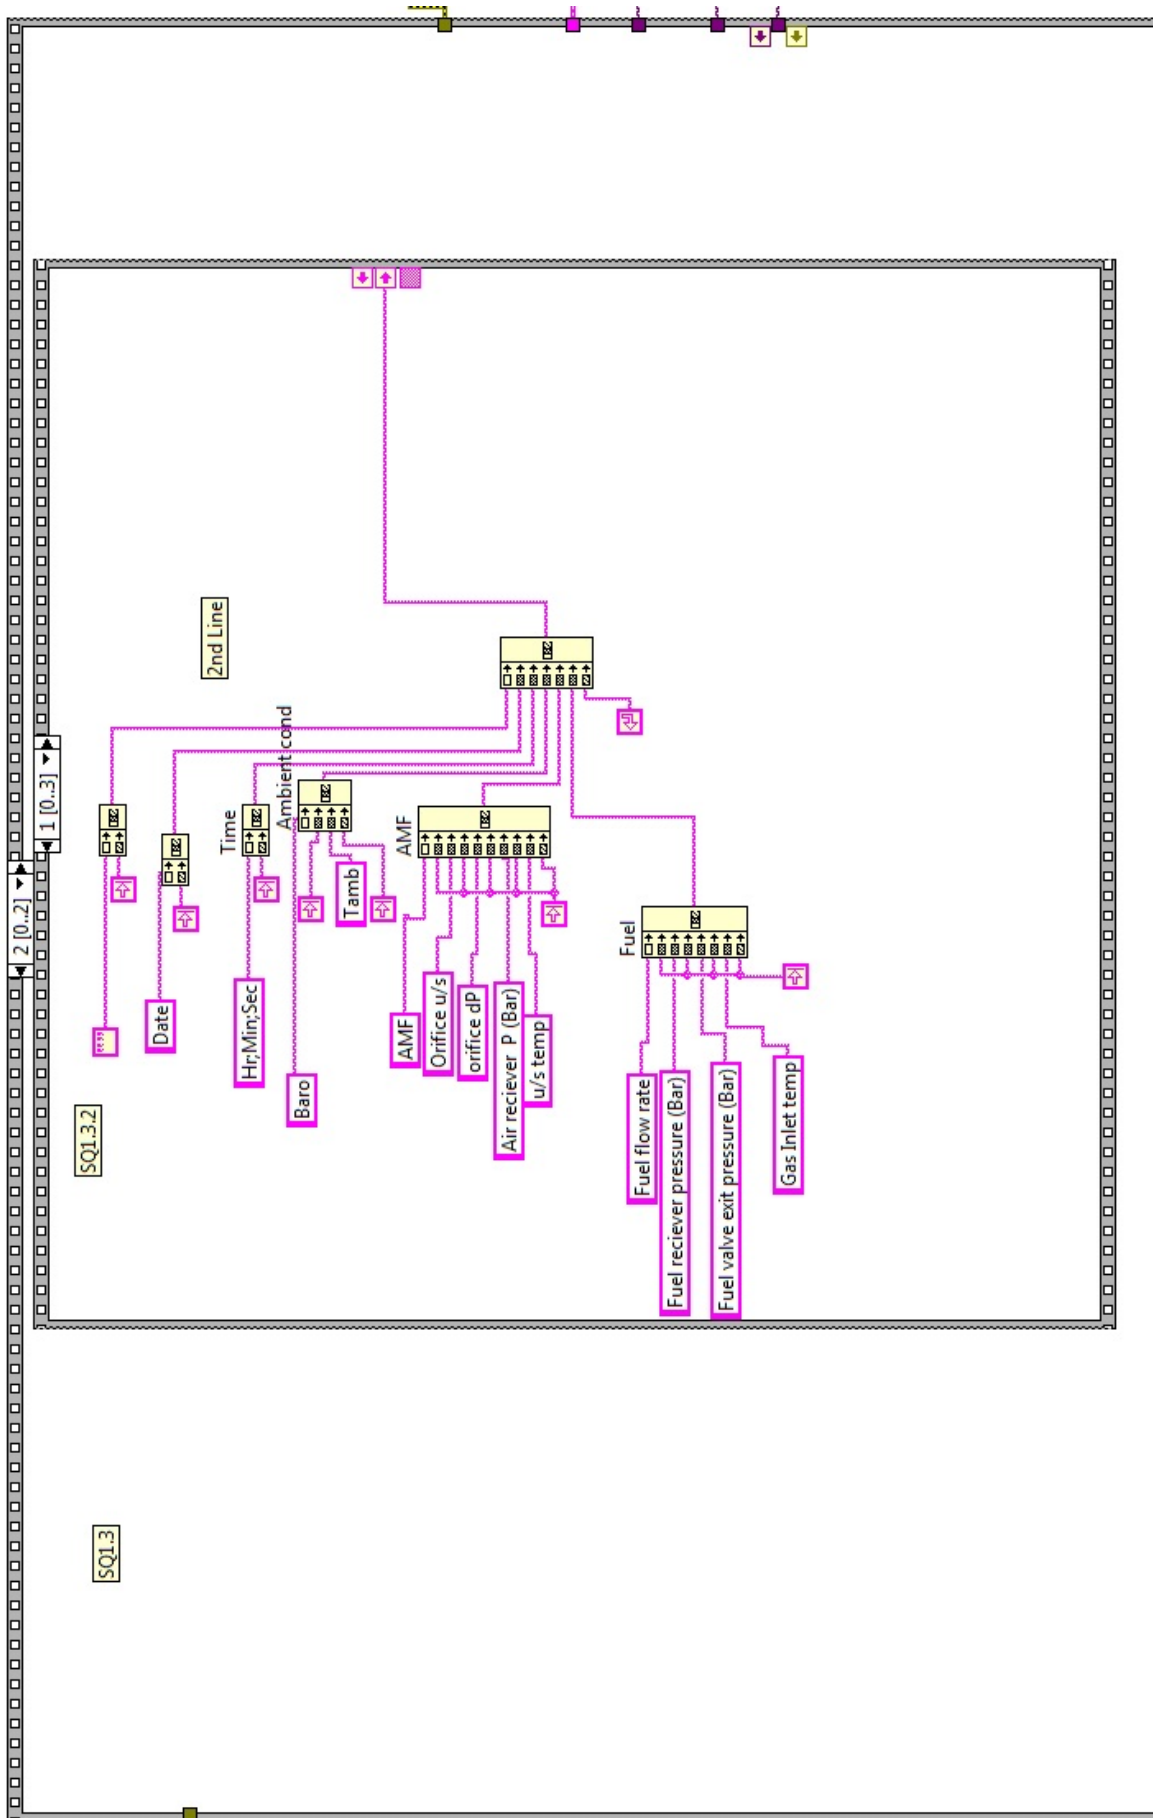 2 [0..2]
1 [0..3]
SQ1.3
SQ1.3.2
2nd Line
Date
Time
Hr;Min;Sec
Ambient cond
Baro
Tamb
AMF
AMF
Orifice u/s
orifice dP
Air reciever P (Bar)
u/s temp
Fuel
Fuel flow rate
Fuel reciever pressure (Bar)
Fuel valve exit pressure (Bar)
Gas Inlet temp